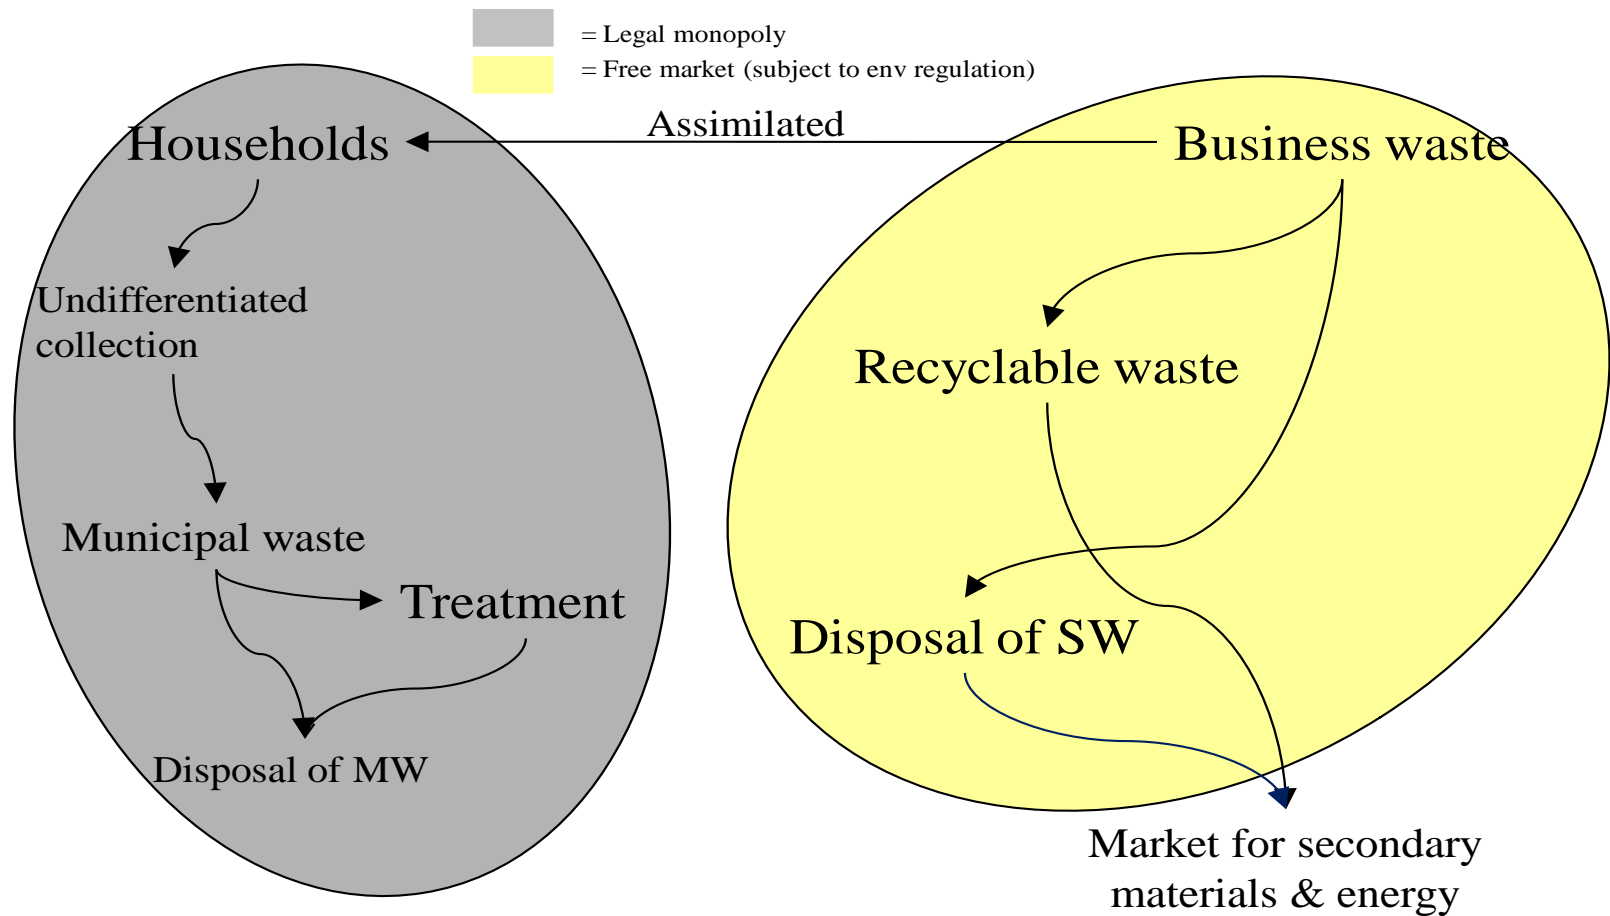 = Legal monopoly
= Free market (subject to env regulation)
Assimilated
Households
Business waste
Undifferentiated
collection
Recyclable waste
Municipal waste
Treatment
Disposal of SW
Disposal of MW
Market for secondary
materials & energy